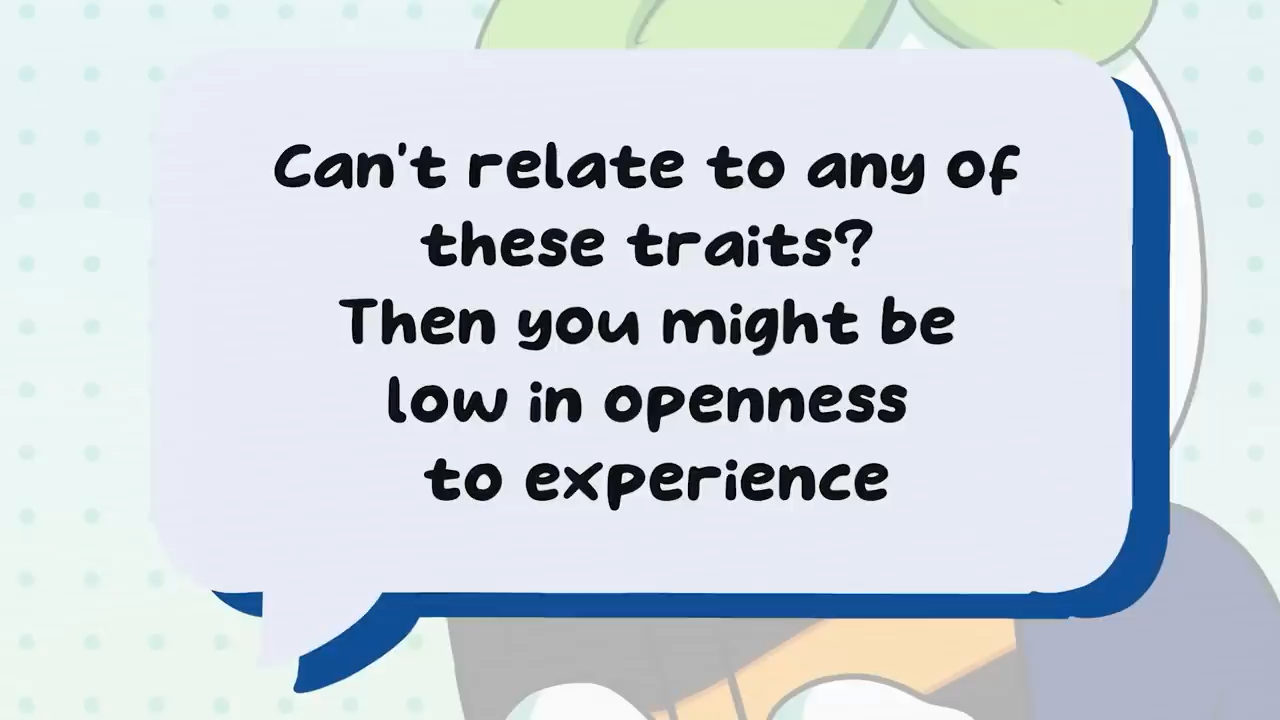 Can't relate to any of
these traits?
Then you might be
low in openness
to experience